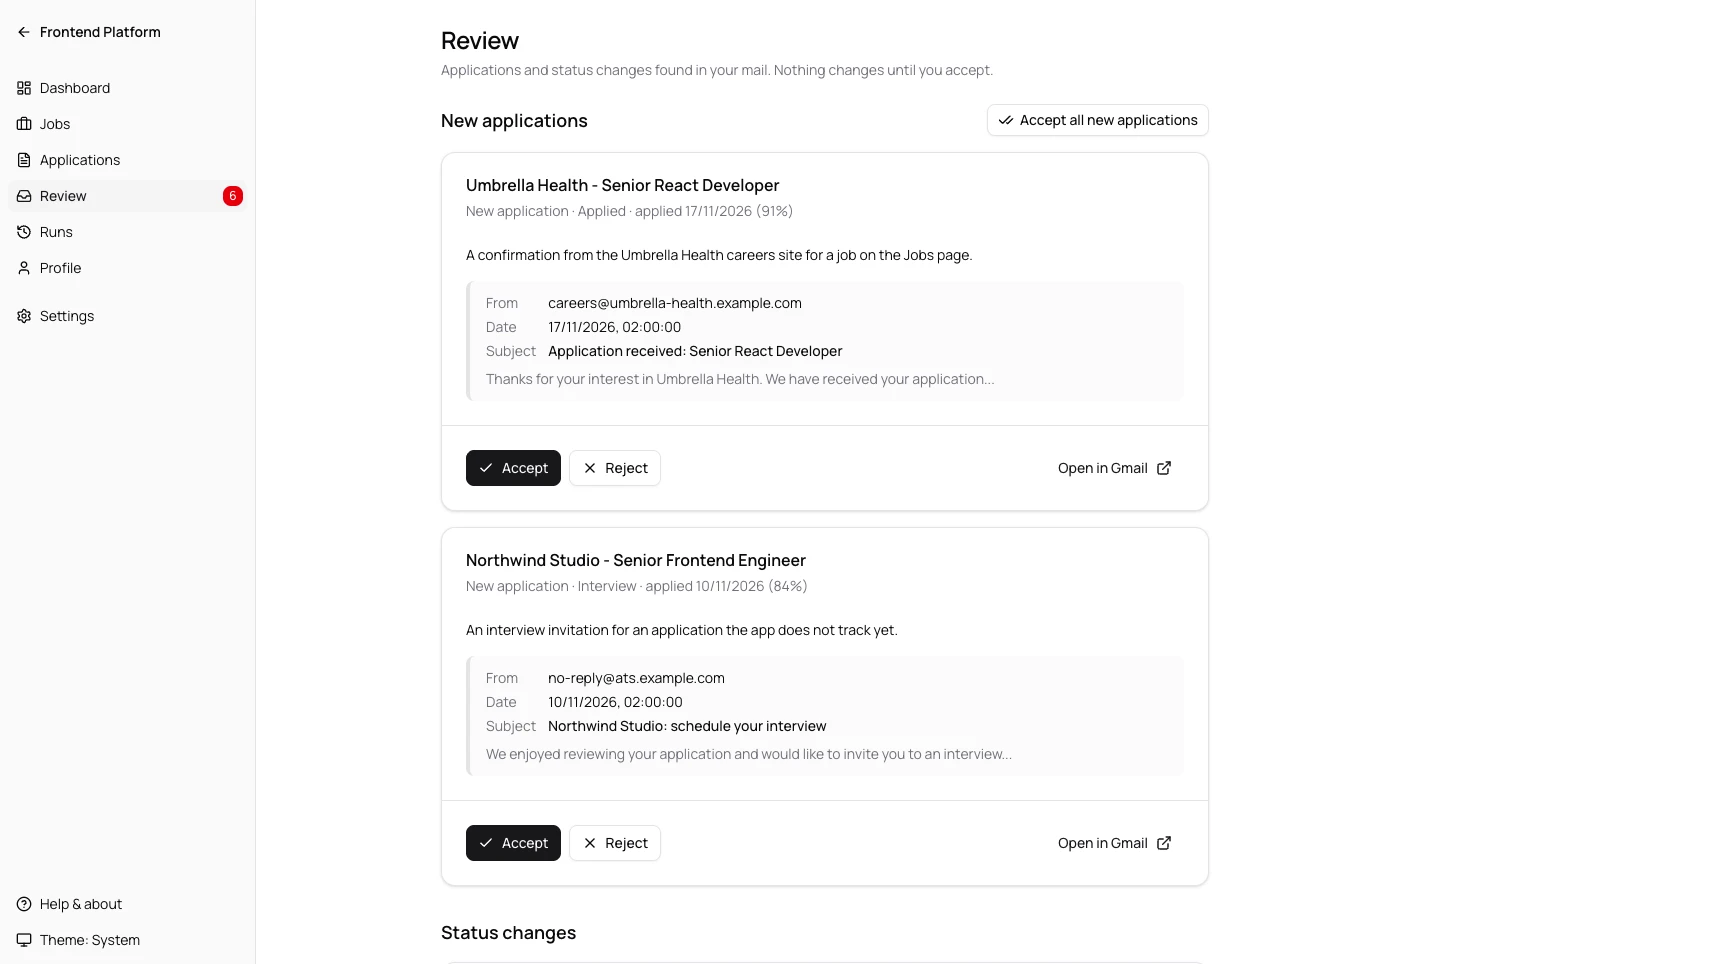 Frontend Platform
Dashboard
Jobs
Applications
Review 6
Runs
Profile
Settings
Help & about
Theme: System
Review
Applications and status changes found in your mail. Nothing changes until you accept.
New applications
Accept all new applications
Umbrella Health - Senior React Developer
New application · Applied · applied 17/11/2026 (91%)
A confirmation from the Umbrella Health careers site for a job on the Jobs page.
From careers@umbrella-health.example.com
Date 17/11/2026, 02:00:00
Subject Application received: Senior React Developer
Thanks for your interest in Umbrella Health. We have received your application...
Accept Reject Open in Gmail
Northwind Studio - Senior Frontend Engineer
New application · Interview · applied 10/11/2026 (84%)
An interview invitation for an application the app does not track yet.
From no-reply@ats.example.com
Date 10/11/2026, 02:00:00
Subject Northwind Studio: schedule your interview
We enjoyed reviewing your application and would like to invite you to an interview...
Accept Reject Open in Gmail
Status changes